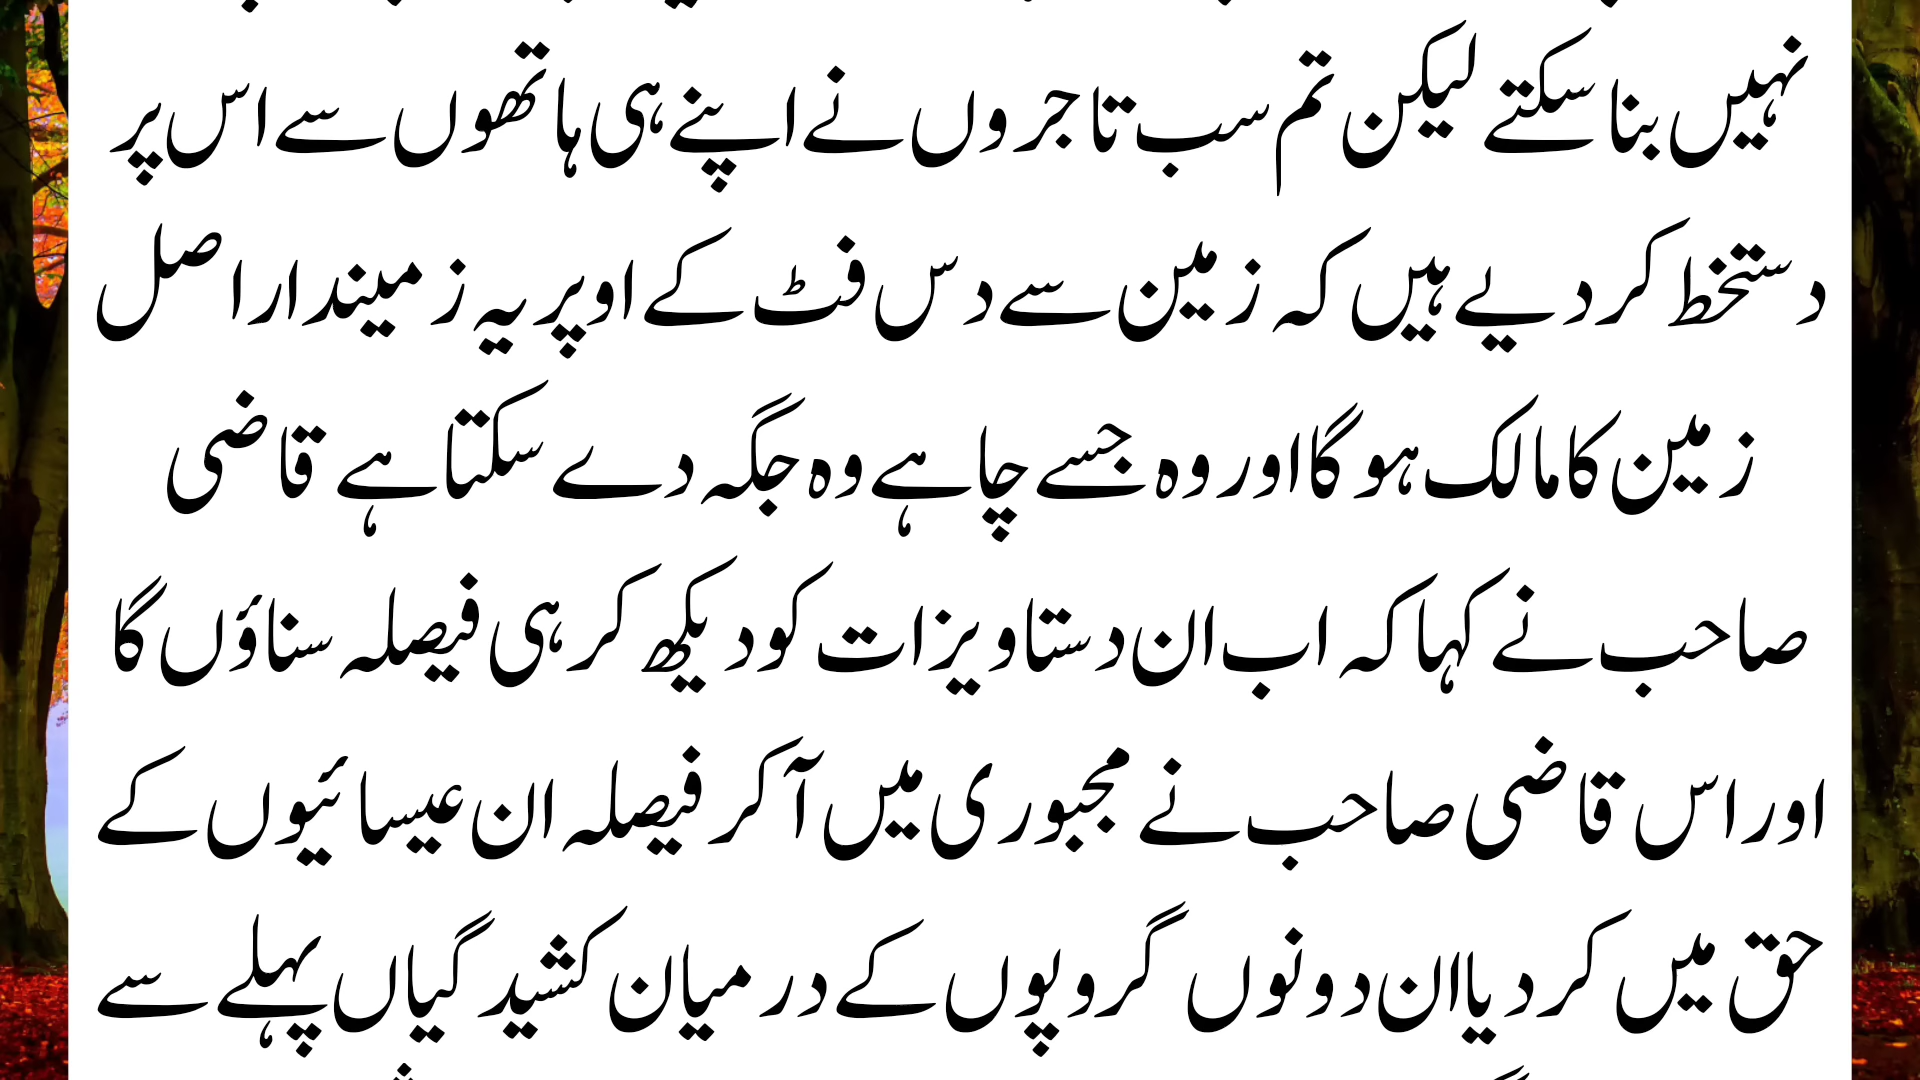 نہیں بنا سکتے لیکن تم سب تاجروں نے اپنے ہی ہاتھوں سے اس پر
دستخط کر دیے ہیں کہ زمین سے دس فٹ کے اوپر یہ زمیندار اصل
زمین کا مالک ہو گا اور وہ جسے چاہے وہ جگہ دے سکتا ہے قاضی
صاحب نے کہا کہ اب ان دستاویزات کو دیکھ کر ہی فیصلہ سناؤں گا
اور اس قاضی صاحب نے مجبوری میں آ کر فیصلہ ان عیسائیوں کے
حق میں کر دیا ان دونوں گروپوں کے درمیان کشیدگیاں پہلے سے